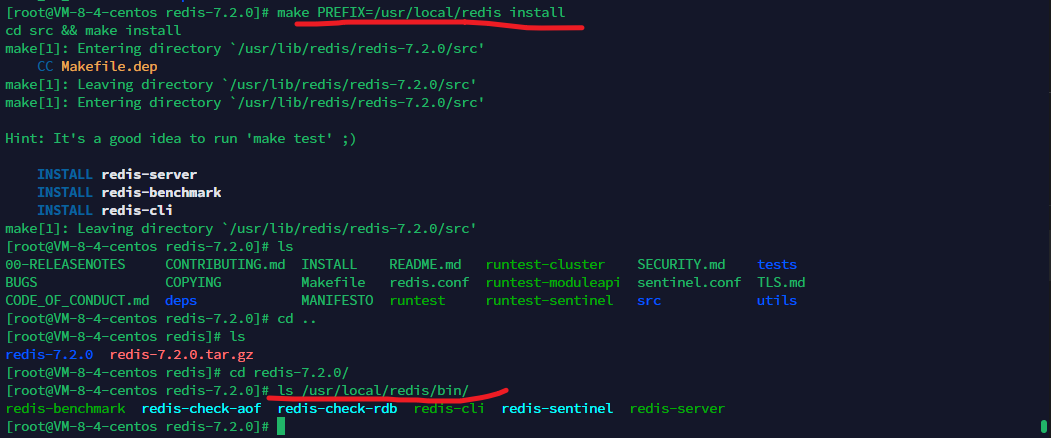 [root@VM-8-4-centos redis-7.2.0]# make PREFIX=/usr/local/redis install
cd src && make install
make[1]: Entering directory `/usr/lib/redis/redis-7.2.0/src'
    CC Makefile.dep
make[1]: Leaving directory `/usr/lib/redis/redis-7.2.0/src'
make[1]: Entering directory `/usr/lib/redis/redis-7.2.0/src'
Hint: It's a good idea to run 'make test' ;)
    INSTALL redis-server
    INSTALL redis-benchmark
    INSTALL redis-cli
make[1]: Leaving directory `/usr/lib/redis/redis-7.2.0/src'
[root@VM-8-4-centos redis-7.2.0]# ls
00-RELEASENOTES     CONTRIBUTING.md  INSTALL    README.md   runtest-cluster    SECURITY.md    tests
BUGS                COPYING          Makefile   redis.conf  runtest-moduleapi  sentinel.conf  TLS.md
CODE_OF_CONDUCT.md  deps             MANIFESTO  runtest     runtest-sentinel   src            utils
[root@VM-8-4-centos redis-7.2.0]# cd ..
[root@VM-8-4-centos redis]# ls
redis-7.2.0  redis-7.2.0.tar.gz
[root@VM-8-4-centos redis]# cd redis-7.2.0/
[root@VM-8-4-centos redis-7.2.0]# ls /usr/local/redis/bin/
redis-benchmark  redis-check-aof  redis-check-rdb  redis-cli  redis-sentinel  redis-server
[root@VM-8-4-centos redis-7.2.0]#